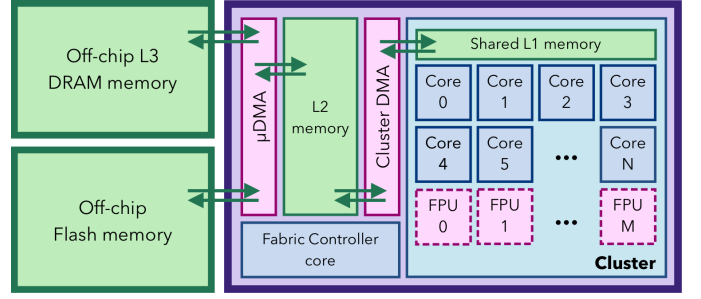 Off-chip L3
DRAM memory
Off-chip
Flash memory
μDMA
L2
memory
Cluster DMA
Fabric Controller
core
Shared L1 memory
Core
0
Core
1
Core
2
Core
3
Core
4
Core
5
•••
Core
N
FPU
0
FPU
1
•••
FPU
M
Cluster